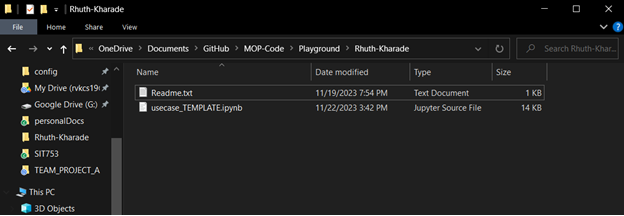 Rhuth-Kharade
File Home Share View
OneDrive > Documents > GitHub > MOP-Code > Playground > Rhuth-Kharade
Search Rhuth-Khar...
config
My Drive (rvkcs19
Google Drive (G:)
personalDocs
Rhuth-Kharade
SIT753
TEAM_PROJECT_A
This PC
3D Objects
Name Date modified Type Size
Readme.txt 11/19/2023 7:54 PM Text Document 1 KB
usecase_TEMPLATE.ipynb 11/22/2023 3:42 PM Jupyter Source File 14 KB